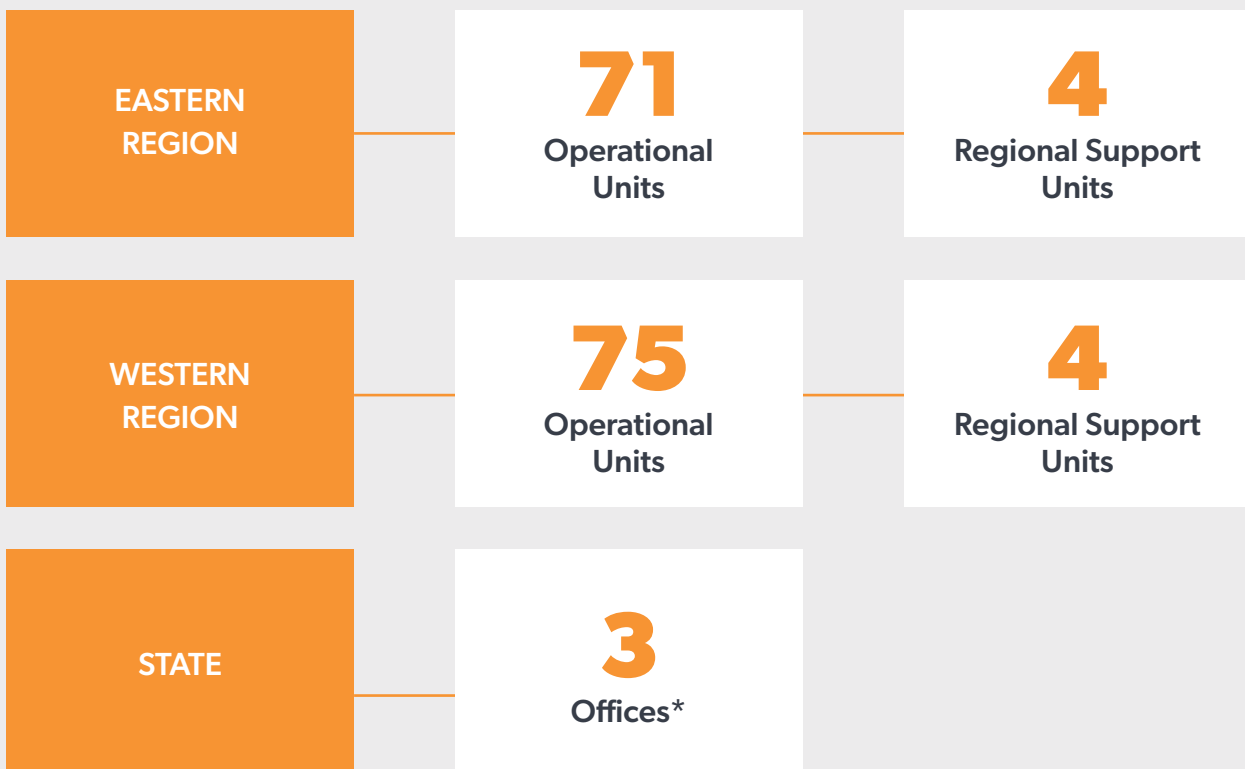 EASTERN
REGION
71
Operational
Units
4
Regional Support
Units
WESTERN
REGION
75
Operational
Units
4
Regional Support
Units
STATE
3
Offices*